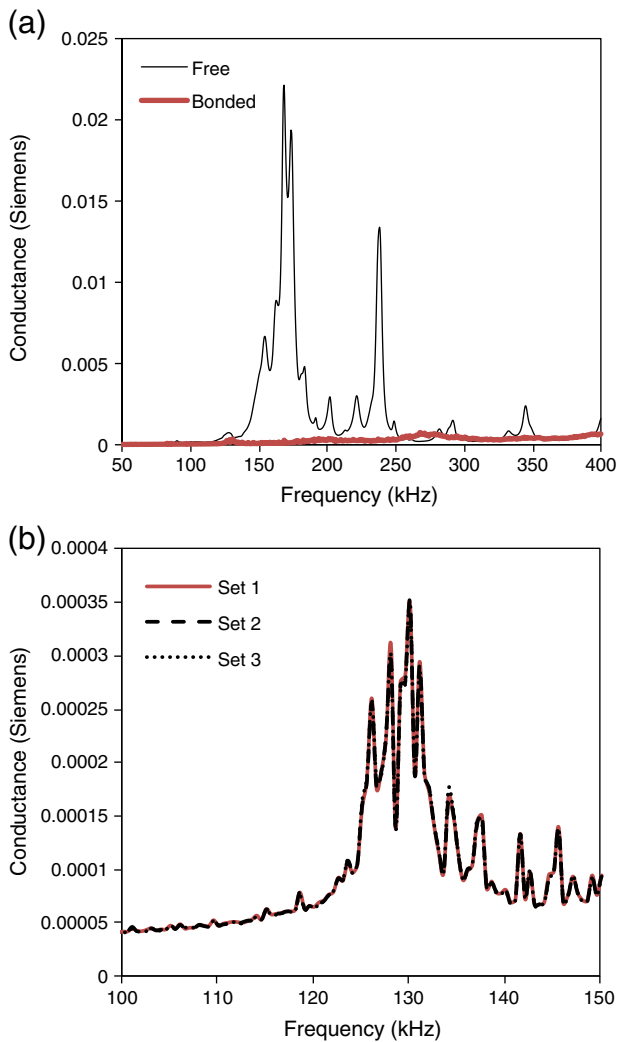 (a)
Conductance (Siemens)
0.025
0.02
0.015
0.01
0.005
0
Free
Bonded
50 100 150 200 250 300 350 400
Frequency (kHz)
(b)
Conductance (Siemens)
0.0004
0.00035
0.0003
0.00025
0.0002
0.00015
0.0001
0.00005
0
Set 1
Set 2
Set 3
100 110 120 130 140 150
Frequency (kHz)